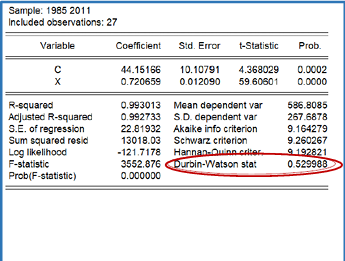 Sample: 1985 2011
Included observations: 27
Variable Coefficient Std. Error t-Statistic Prob.
C 44.15166 10.10791 4.368029 0.0002
X 0.720659 0.012090 59.60601 0.0000
R-squared 0.993013 Mean dependent var 586.8085
Adjusted R-squared 0.992733 S.D. dependent var 267.6878
S.E. of regression 22.81932 Akaike info criterion 9.164279
Sum squared resid 13018.03 Schwarz criterion 9.260267
Log likelihood -121.7178 Hannan-Quinn criter. 9.192821
F-statistic 3552.876 Durbin-Watson stat 0.529988
Prob(F-statistic) 0.000000